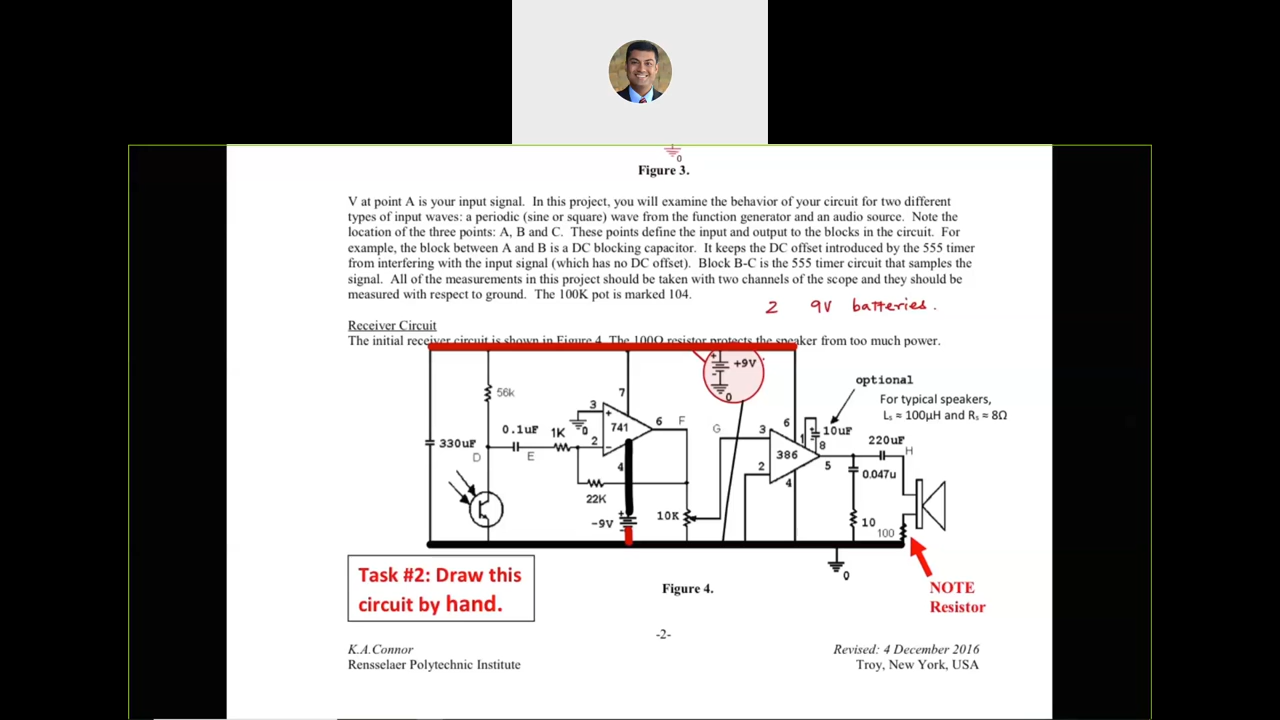 0
Figure 3.
V at point A is your input signal. In this project, you will examine the behavior of your circuit for two different
types of input waves: a periodic (sine or square) wave from the function generator and an audio source. Note the
location of the three points: A, B and C. These points define the input and output to the blocks in the circuit. For
example, the block between A and B is a DC blocking capacitor. It keeps the DC offset introduced by the 555 timer
from interfering with the input signal (which has no DC offset). Block B-C is the 555 timer circuit that samples the
signal. All of the measurements in this project should be taken with two channels of the scope and they should be
measured with respect to ground. The 100K pot is marked 104.
2 9V batteries.
Receiver Circuit
The initial receiver circuit is shown in Figure 4. The 100Ω resistor protects the speaker from too much power.
+
+9V
-
0
optional
For typical speakers,
Ls ≈ 100μH and Rs ≈ 8Ω
56k
7
3
+
0
741
6
F
G
3
6
1
+
10uF
8
220uF
H
0.1uF
1K
2
-
330uF
D
E
386
4
2
5
0.047u
22K
4
10K
-9V
+
-
10
100
0
Task #2: Draw this
circuit by hand.
Figure 4.
NOTE
Resistor
-2-
K.A.Connor
Revised: 4 December 2016
Rensselaer Polytechnic Institute
Troy, New York, USA